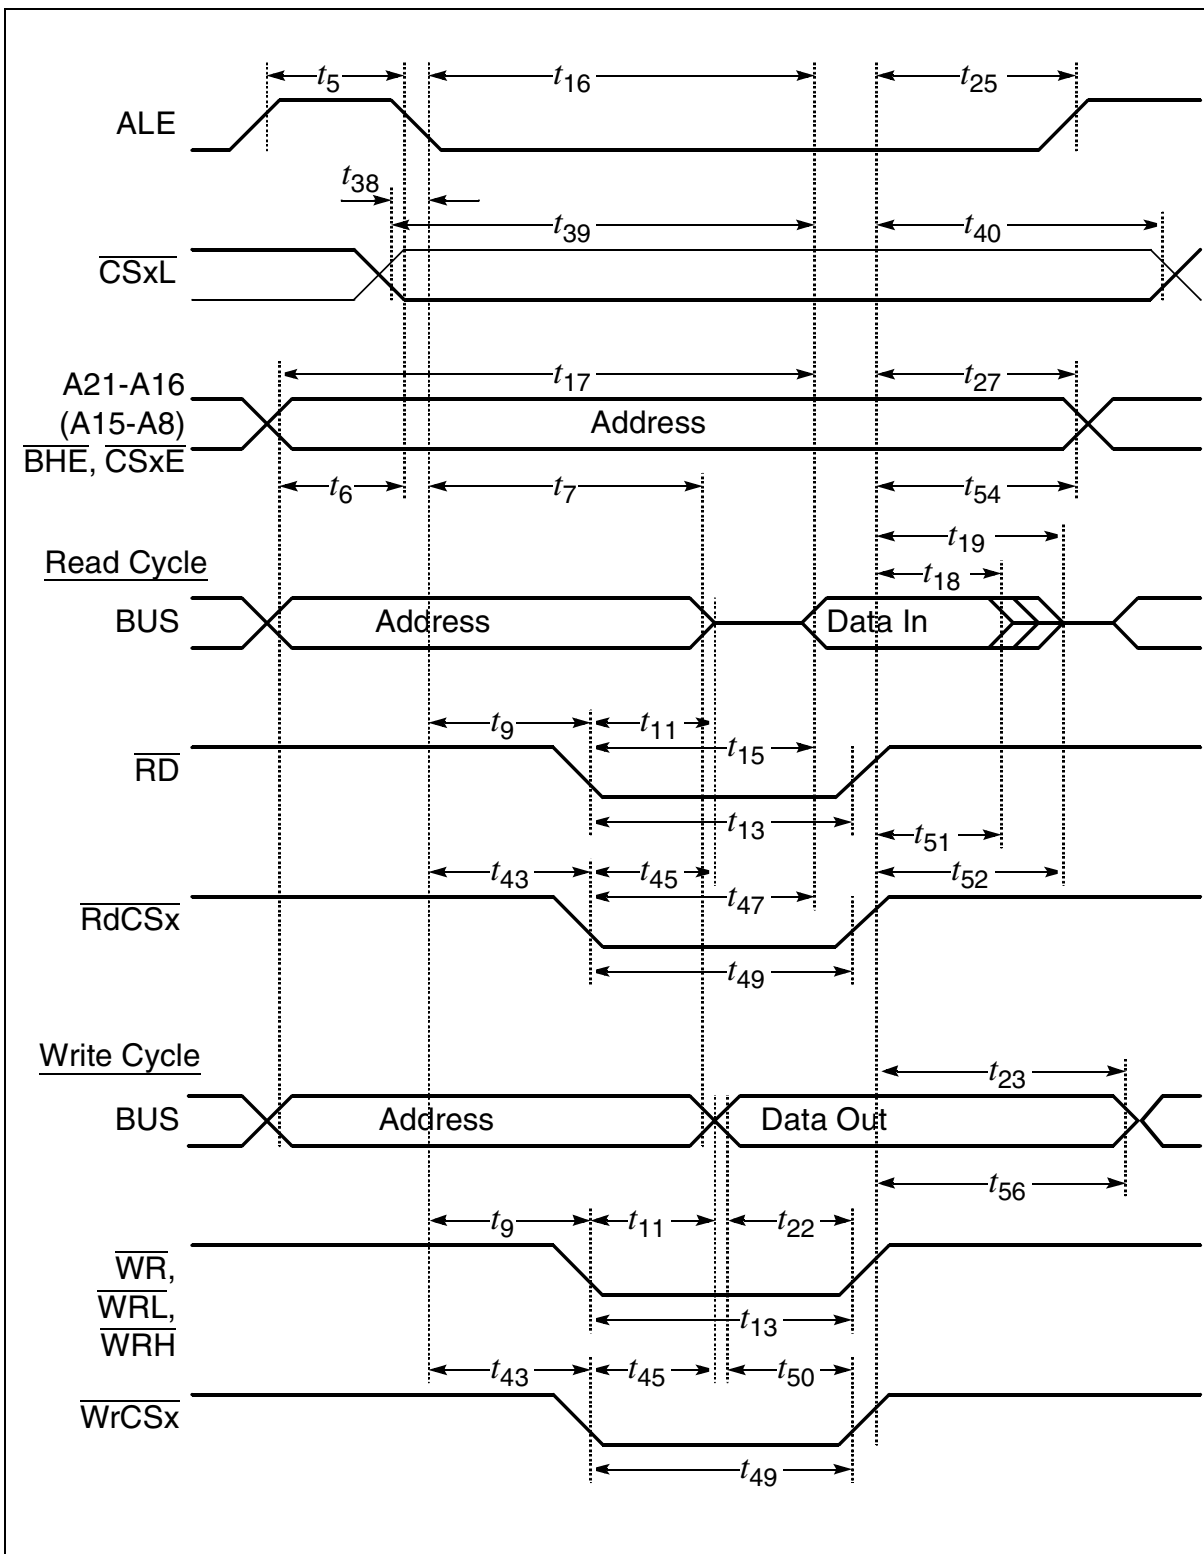 t5 t16 t25
ALE
t38
t39 t40
CSxL
A21-A16 t17 t27
(A15-A8) Address
BHE, CSxE
t6 t7 t54
t19
Read Cycle
t18
BUS Address Data In
t9 t11
t15
RD
t13
t51
t43 t45 t52
t47
RdCSx
t49
Write Cycle
t23
BUS Address Data Out
t56
t9 t11 t22
WR,
WRL,
t13
WRH
t43 t45 t50
WrCSx
t49